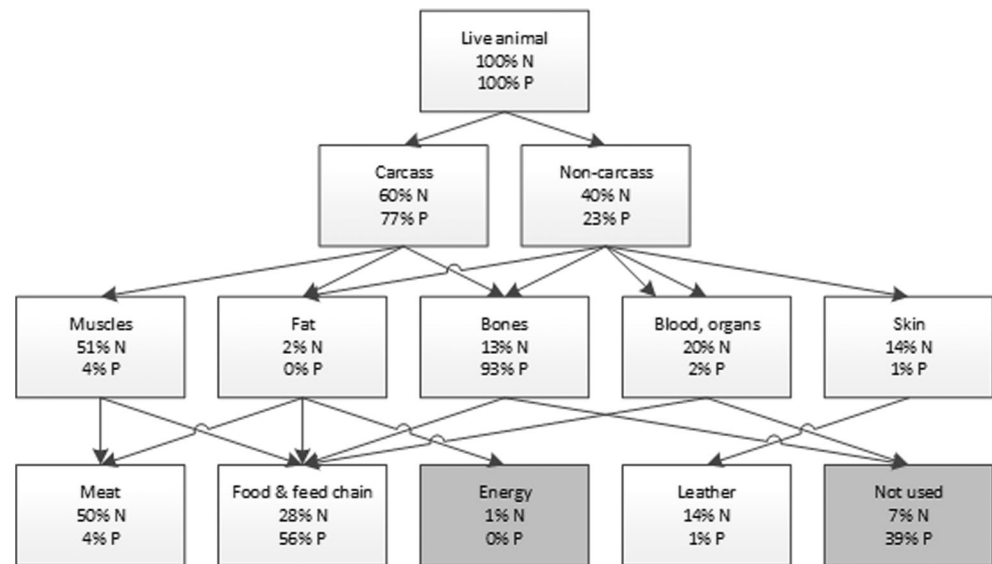 Live animal
100% N
100% P
Carcass
60% N
77% P
Non-carcass
40% N
23% P
Muscles
51% N
4% P
Fat
2% N
0% P
Bones
13% N
93% P
Blood, organs
20% N
2% P
Skin
14% N
1% P
Meat
50% N
4% P
Food & feed chain
28% N
56% P
Energy
1% N
0% P
Leather
14% N
1% P
Not used
7% N
39% P